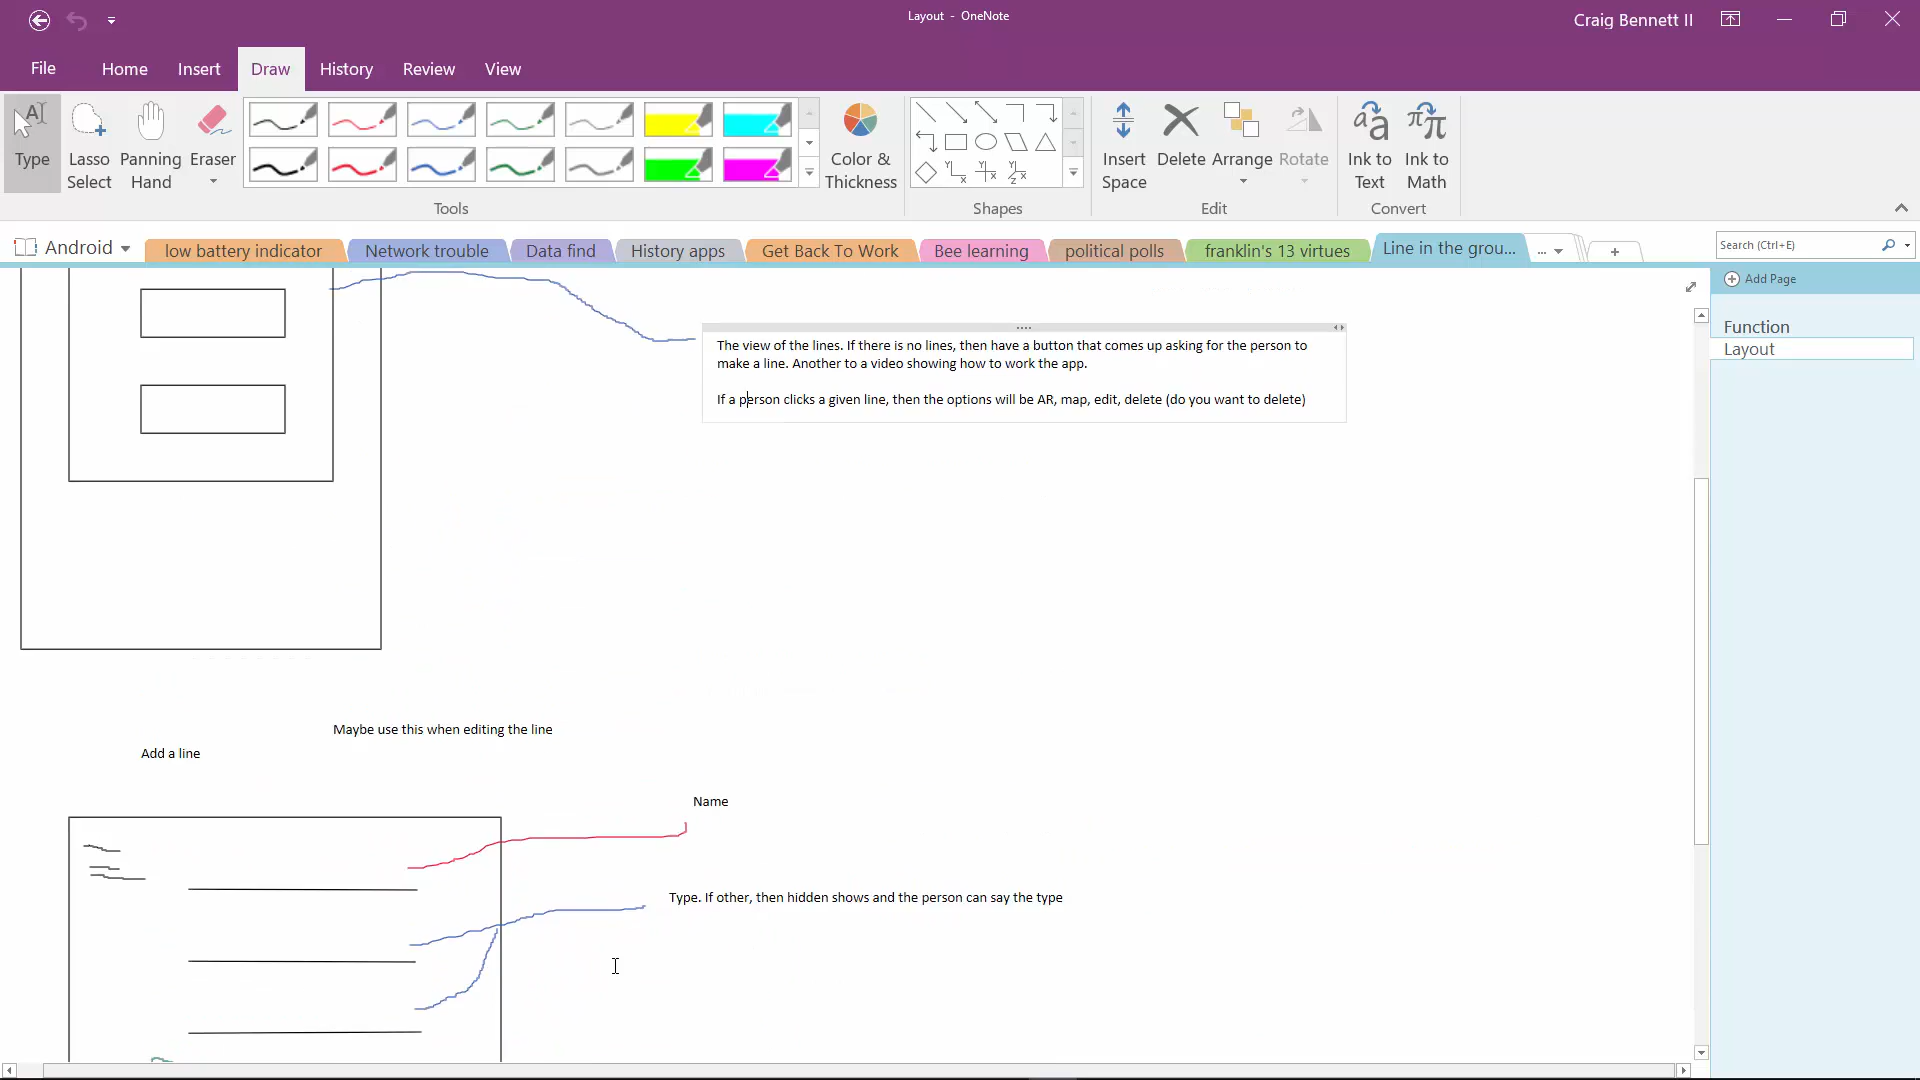 Layout - OneNote
Craig Bennett II
File
Home
Insert
Draw
History
Review
View
Type
Lasso Select
Panning Hand
Eraser
Color & Thickness
Insert Space
Delete
Arrange
Rotate
Ink to Text
Ink to Math
Tools
Shapes
Edit
Convert
Android
low battery indicator
Network trouble
Data find
History apps
Get Back To Work
Bee learning
political polls
franklin's 13 virtues
Line in the grou...
...
Search (Ctrl+E)
Add Page
Function
Layout
The view of the lines. If there is no lines, then have a button that comes up asking for the person to
make a line. Another to a video showing how to work the app.
If a person clicks a given line, then the options will be AR, map, edit, delete (do you want to delete)
Maybe use this when editing the line
Add a line
Name
Type. If other, then hidden shows and the person can say the type